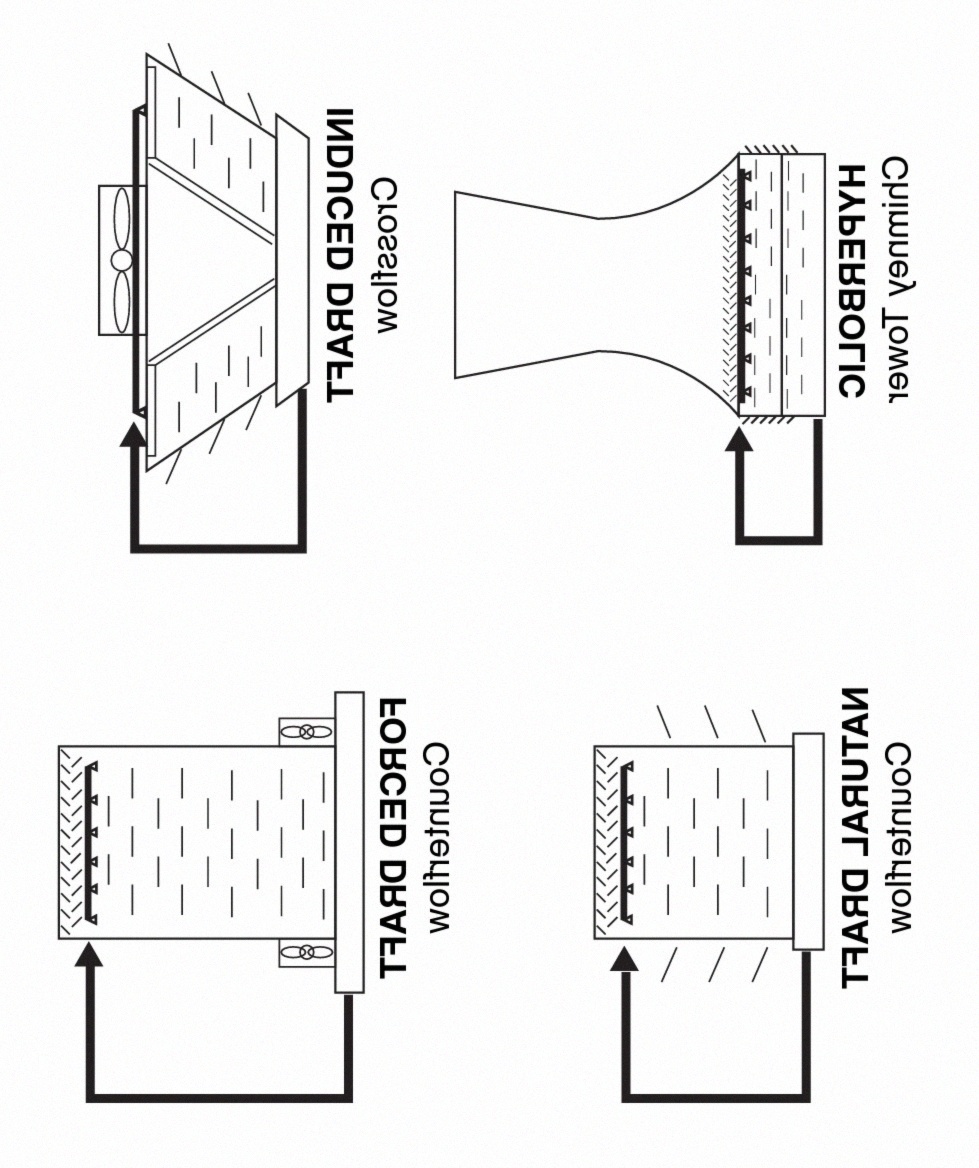 INDUCED DRAFT
Crossflow
FORCED DRAFT
Counterflow
HYPERBOLIC
Chimney Tower
NATURAL DRAFT
Counterflow